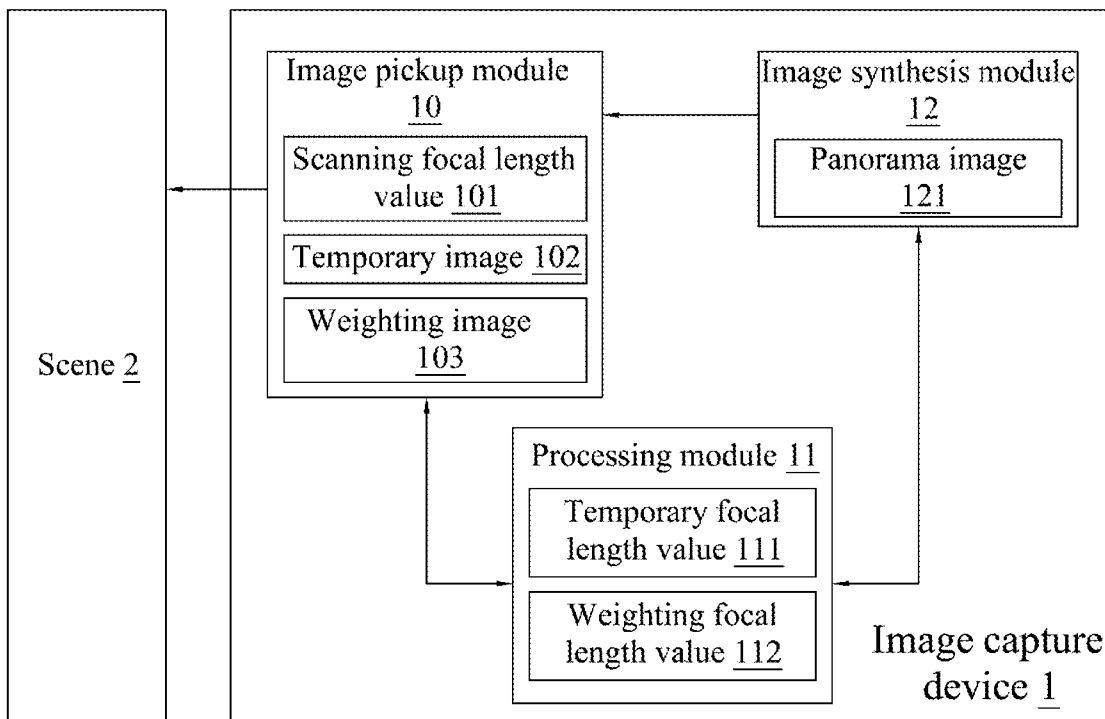 Scene 2
Image pickup module
10
Scanning focal length
value 101
Temporary image 102
Weighting image
103
Image synthesis module
12
Panorama image
121
Processing module 11
Temporary focal
length value 111
Weighting focal
length value 112
Image capture
device 1